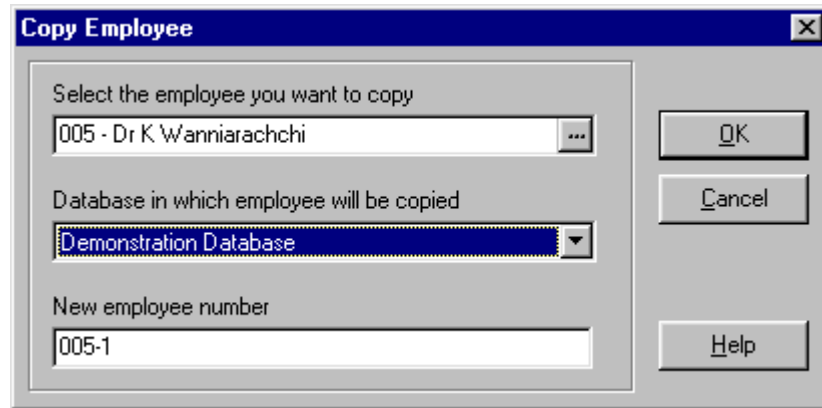 Copy Employee
Select the employee you want to copy
005 - Dr K Wanniarachchi
...
OK
Database in which employee will be copied
Cancel
Demonstration Database
New employee number
005-1
Help